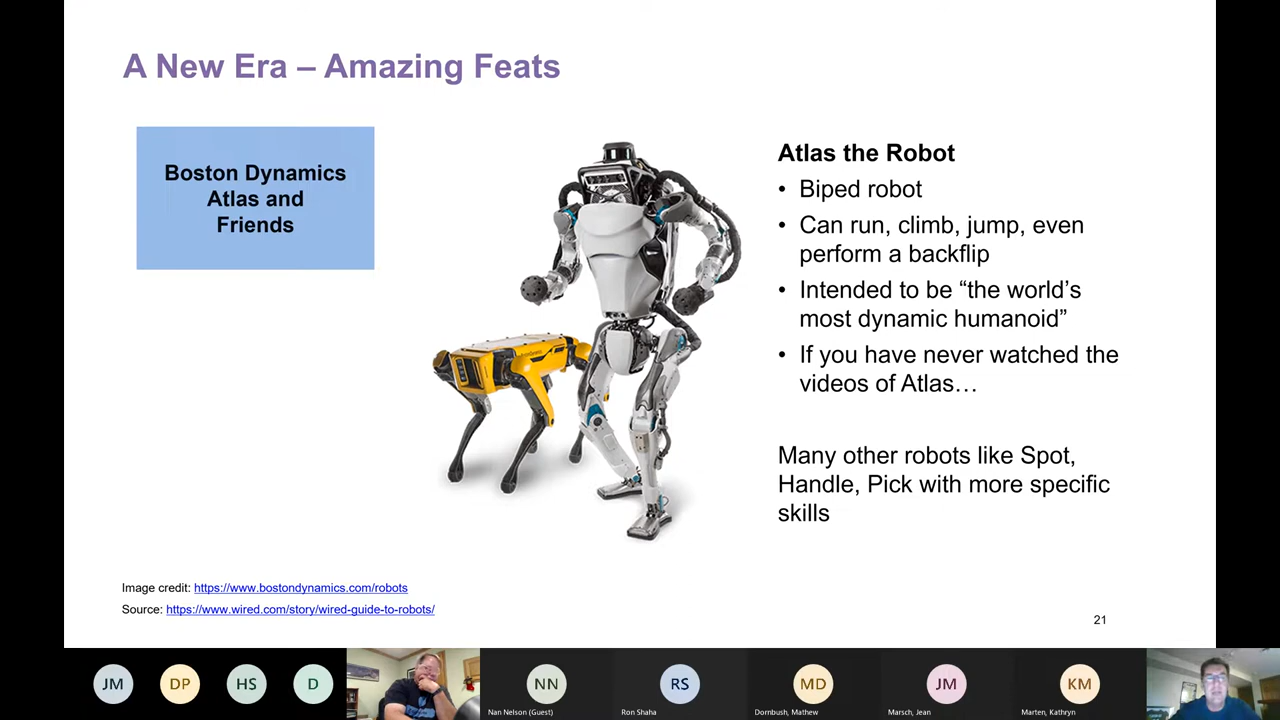 A New Era – Amazing Feats
Boston Dynamics
Atlas and
Friends
Atlas the Robot
• Biped robot
• Can run, climb, jump, even
perform a backflip
• Intended to be “the world’s
most dynamic humanoid”
• If you have never watched the
videos of Atlas…
Many other robots like Spot,
Handle, Pick with more specific
skills
Image credit: https://www.bostondynamics.com/robots
Source: https://www.wired.com/story/wired-guide-to-robots/
21
JM
DP
HS
D
NN
RS
MD
JM
KM
Nan Nelson (Guest)
Ron Shaha
Dornbush, Mathew
Marsch, Jean
Marten, Kathryn